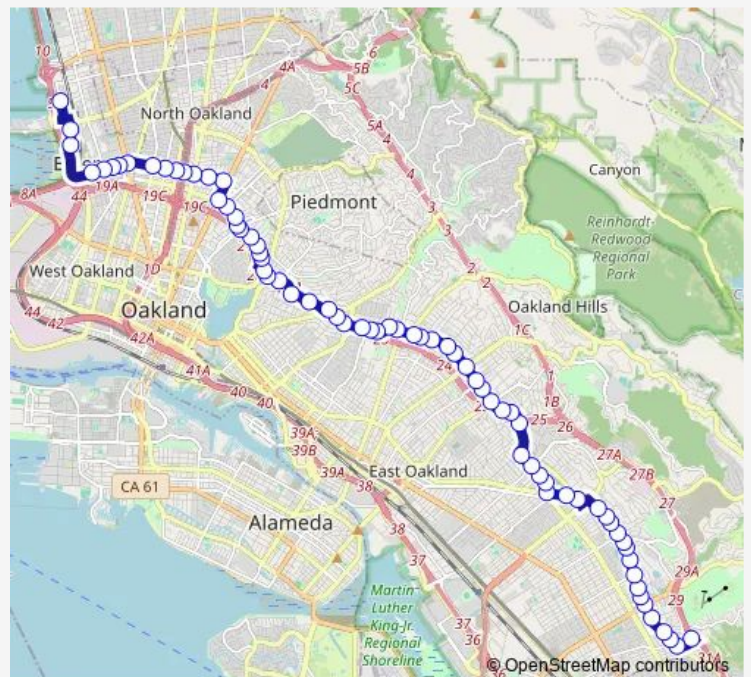 10
6
4A
5B
5C
4
North Oakland
5A
4
4
Canyon
19A
19C
Piedmont
3
3
8A
44
19C
Reinhardt-
Redwood
Regional
Park
2
2
West Oakland
1D
Oakland
Oakland Hills
44
42
42A
1C
41A
24
1
40
40
1B
25
26
39A
39B
27A
39A
East Oakland
27B
CA 61
38
27
Alameda
38
37
29A
Martin
Luther
King-Jr.
Regional
Shoreline
29
37
36
31A
© OpenStreetMap contributors